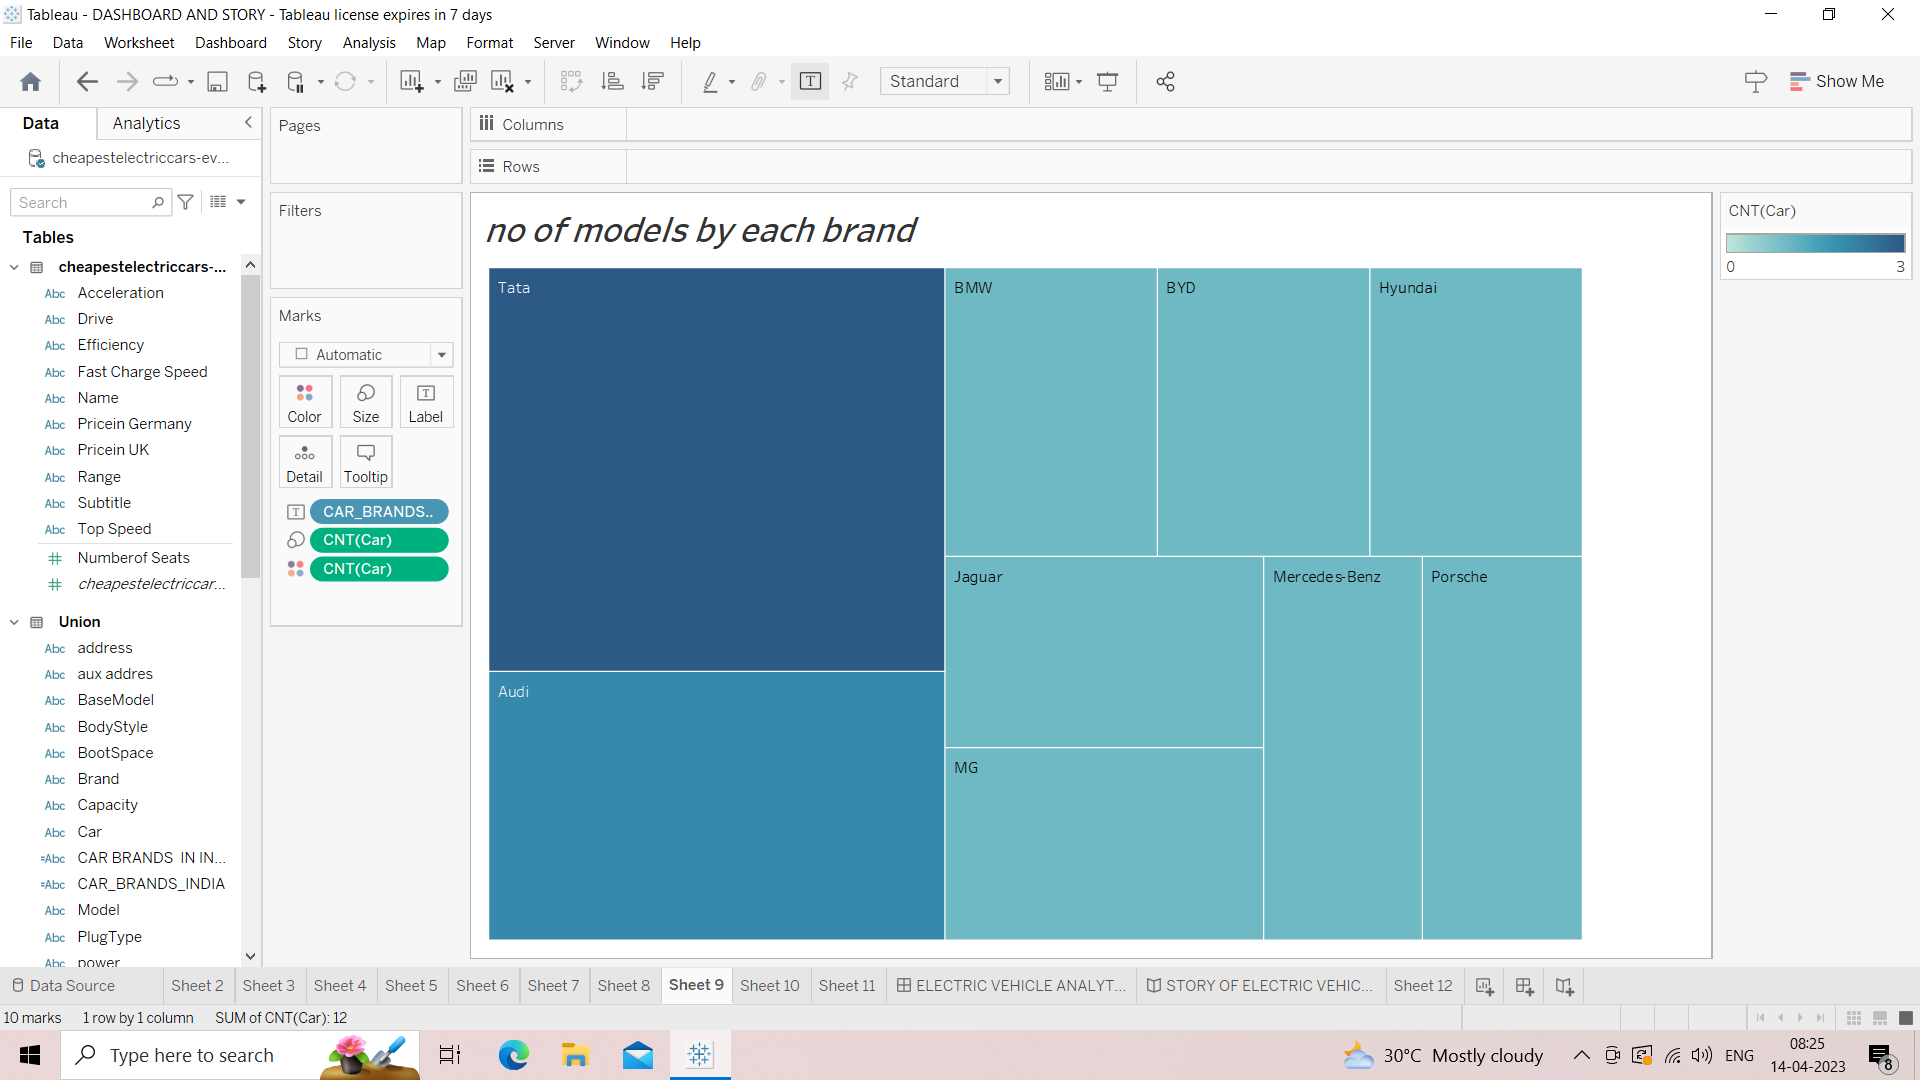 Tableau - DASHBOARD AND STORY - Tableau license expires in 7 days
File Data Worksheet Dashboard Story Analysis Map Format Server Window Help
Standard
Show Me
Data Analytics
cheapestelectriccars-ev...
Search
Tables
cheapestelectriccars-...
Abc Acceleration
Abc Drive
Abc Efficiency
Abc Fast Charge Speed
Abc Name
Abc Pricein Germany
Abc Pricein UK
Abc Range
Abc Subtitle
Abc Top Speed
Numberof Seats
cheapestelectriccar...
Union
Abc address
Abc aux addres
Abc BaseModel
Abc BodyStyle
Abc BootSpace
Abc Brand
Abc Capacity
Abc Car
=Abc CAR BRANDS IN IN...
=Abc CAR_BRANDS_INDIA
Abc Model
Abc PlugType
Abc power
Pages
Filters
Marks
Automatic
Color Size Label
Detail Tooltip
CAR_BRANDS..
CNT(Car)
CNT(Car)
Columns
Rows
no of models by each brand
Tata
BMW
BYD
Hyundai
Jaguar
Mercedes-Benz
Porsche
Audi
MG
CNT(Car)
0 3
Data Source Sheet 2 Sheet 3 Sheet 4 Sheet 5 Sheet 6 Sheet 7 Sheet 8 Sheet 9 Sheet 10 Sheet 11 ELECTRIC VEHICLE ANALYT... STORY OF ELECTRIC VEHIC... Sheet 12
10 marks 1 row by 1 column SUM of CNT(Car): 12
Type here to search
30°C Mostly cloudy
ENG
08:25
14-04-2023
8